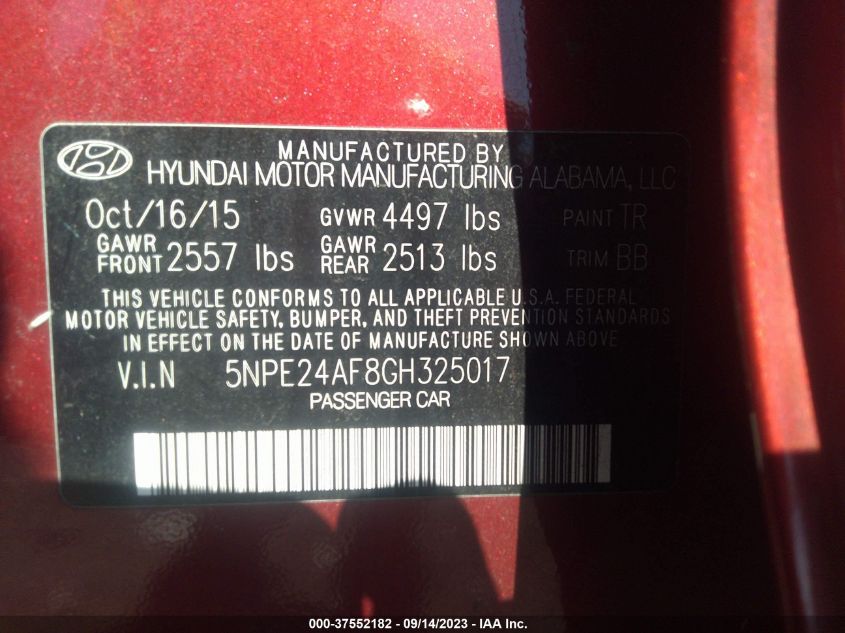 MANUFACTURED BY
HYUNDAI MOTOR MANUFACTURING ALABAMA, LLC
Oct/16/15 GVWR 4497 lbs PAINT TR
GAWR FRONT 2557 lbs GAWR REAR 2513 lbs TRIM BB
THIS VEHICLE CONFORMS TO ALL APPLICABLE U.S.A. FEDERAL
MOTOR VEHICLE SAFETY, BUMPER, AND THEFT PREVENTION STANDARDS
IN EFFECT ON THE DATE OF MANUFACTURE SHOWN ABOVE
V.I.N 5NPE24AF8GH325017
PASSENGER CAR
000-37552182 - 09/14/2023 - IAA Inc.